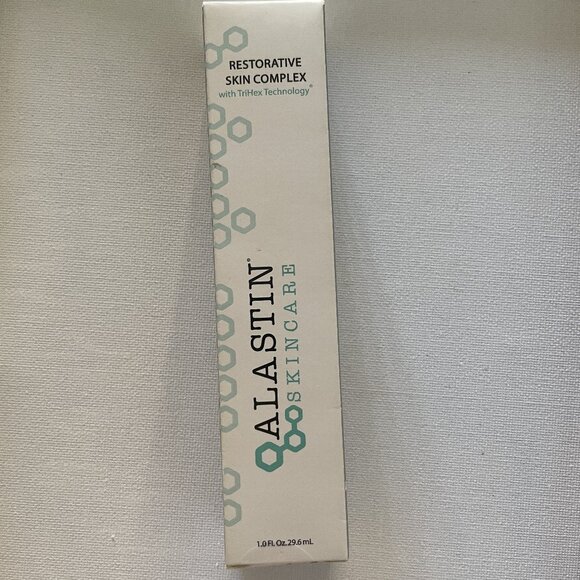 RESTORATIVE
SKIN COMPLEX
with TriHex Technology®
ALASTIN®
SKINCARE
1.0 Fl. Oz. 29.6 mL